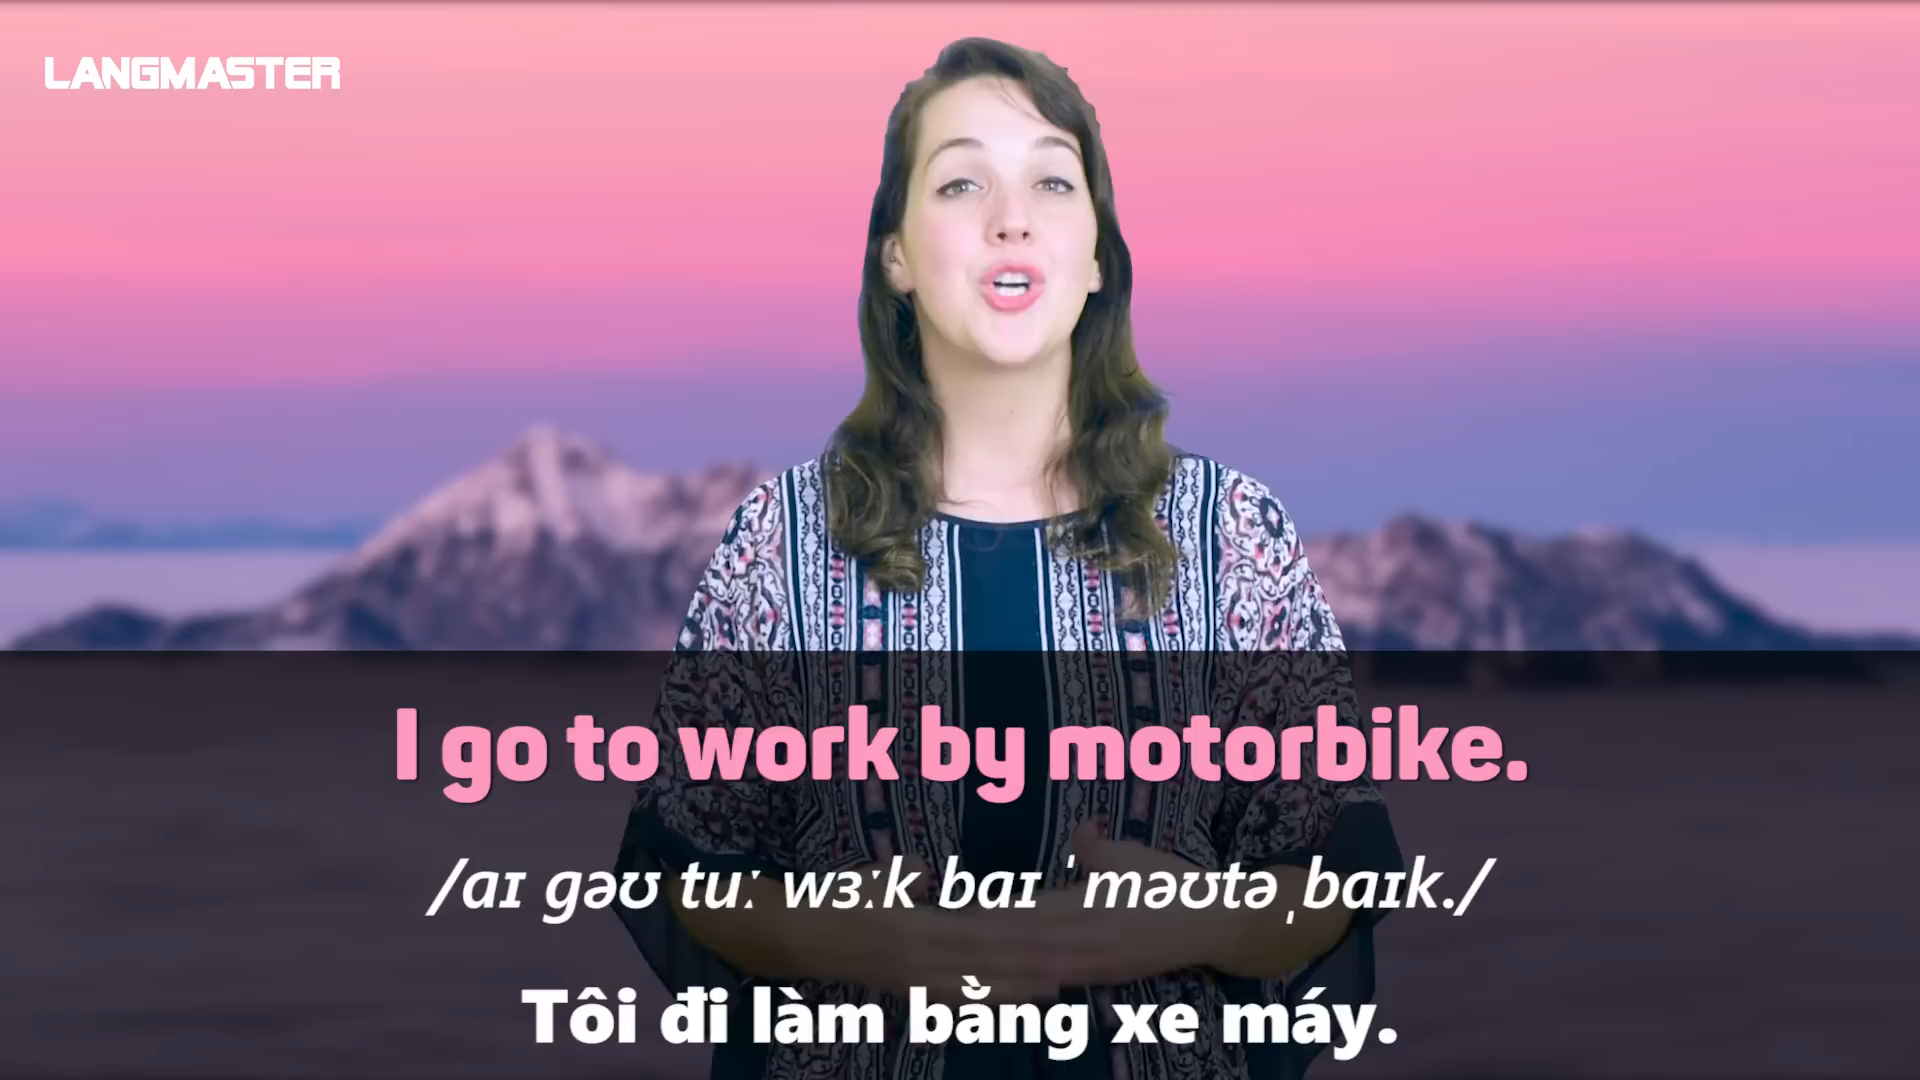 LANGMASTER
I go to work by motorbike.
/aɪ gəʊ tuː wɜːk baɪ ˈməʊtəˌbaɪk./
Tôi đi làm bằng xe máy.